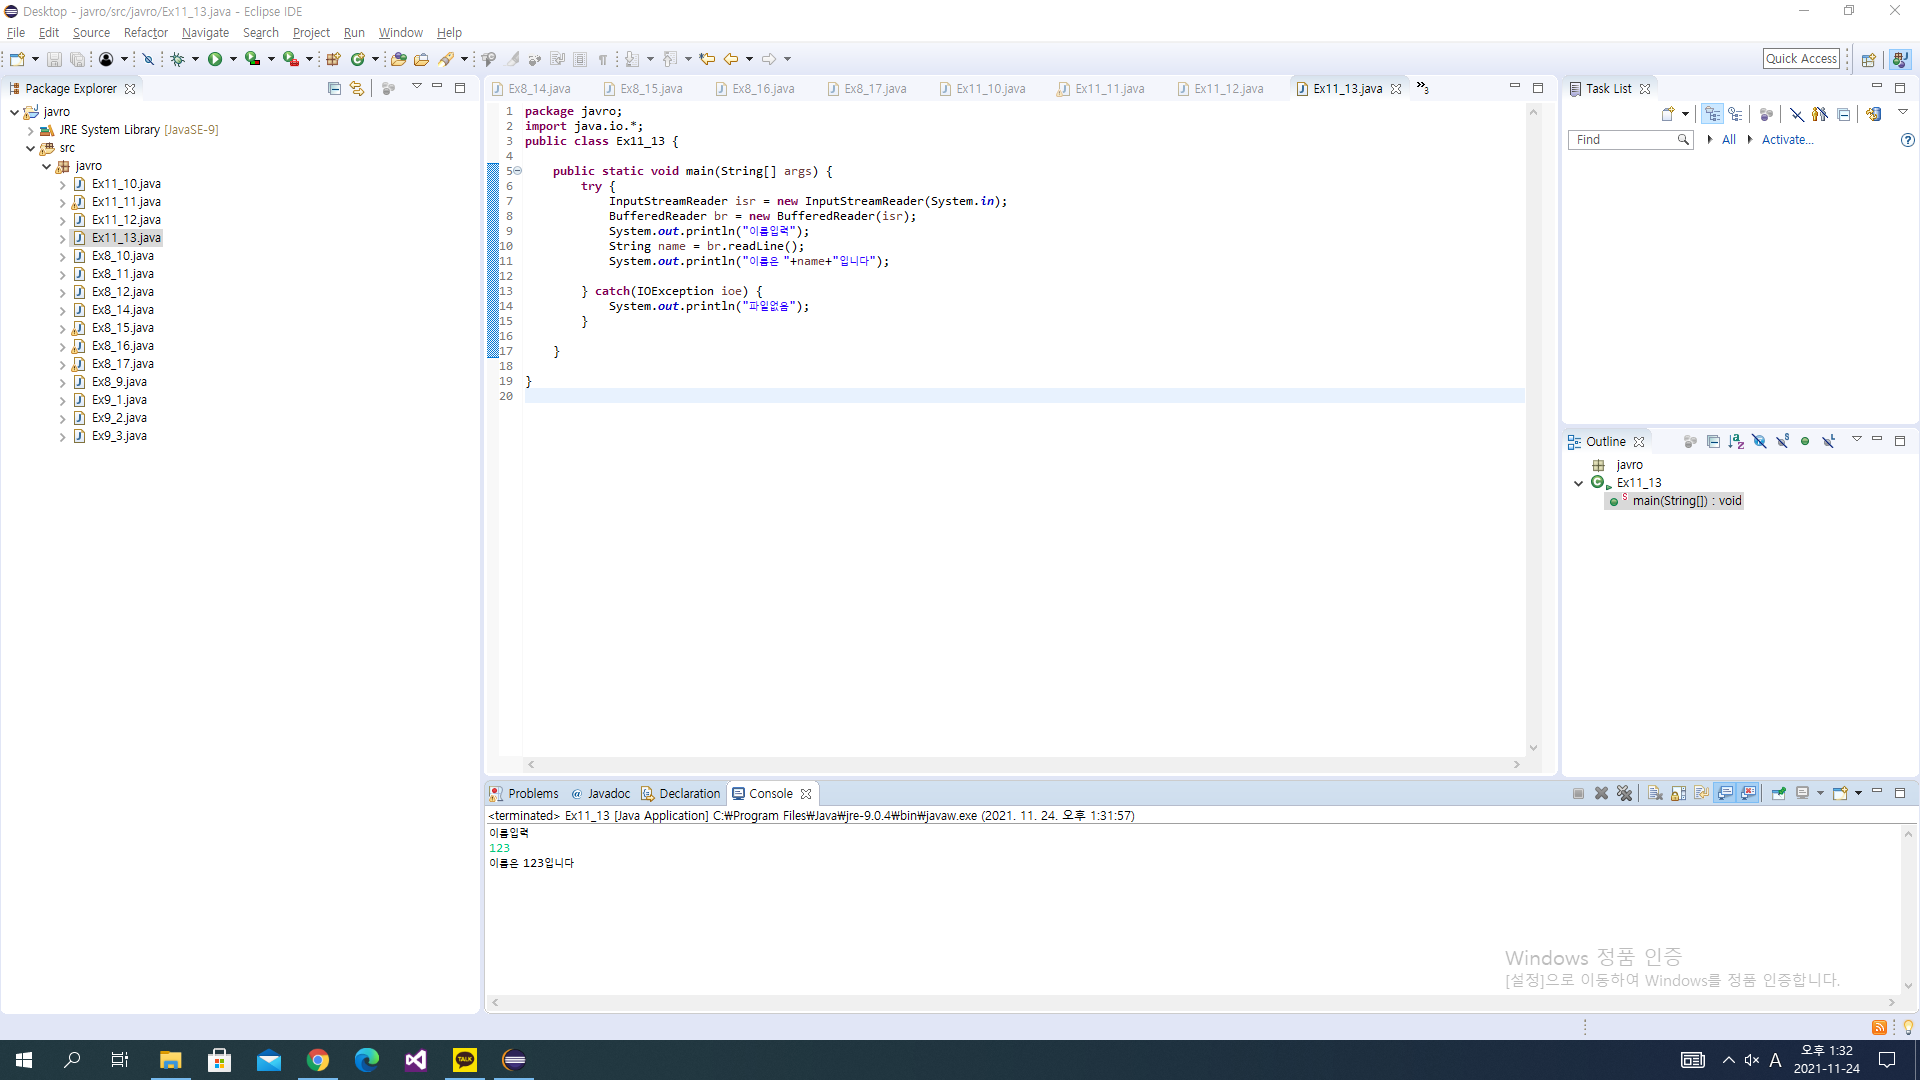 Desktop - javro/src/javro/Ex11_13.java - Eclipse IDE
File Edit Source Refactor Navigate Search Project Run Window Help
Quick Access
Package Explorer
javro
JRE System Library [JavaSE-9]
src
javro
Ex11_10.java
Ex11_11.java
Ex11_12.java
Ex11_13.java
Ex8_10.java
Ex8_11.java
Ex8_12.java
Ex8_14.java
Ex8_15.java
Ex8_16.java
Ex8_17.java
Ex8_9.java
Ex9_1.java
Ex9_2.java
Ex9_3.java
Ex8_14.java Ex8_15.java Ex8_16.java Ex8_17.java Ex11_10.java Ex11_11.java Ex11_12.java Ex11_13.java »3
1 package javro;
2 import java.io.*;
3 public class Ex11_13 {
4
5 public static void main(String[] args) {
6 try {
7 InputStreamReader isr = new InputStreamReader(System.in);
8 BufferedReader br = new BufferedReader(isr);
9 System.out.println("이름입력");
10 String name = br.readLine();
11 System.out.println("이름은 "+name+"입니다");
12
13 } catch(IOException ioe) {
14 System.out.println("파일없음");
15 }
16
17 }
18
19 }
20
Task List
Find All Activate...
Outline
javro
Ex11_13
main(String[]) : void
Problems Javadoc Declaration Console
<terminated> Ex11_13 [Java Application] C:₩Program Files₩Java₩jre-9.0.4₩bin₩javaw.exe (2021. 11. 24. 오후 1:31:57)
이름입력
123
이름은 123입니다
Windows 정품 인증
[설정]으로 이동하여 Windows를 정품 인증합니다.
TALK
A
오후 1:32
2021-11-24